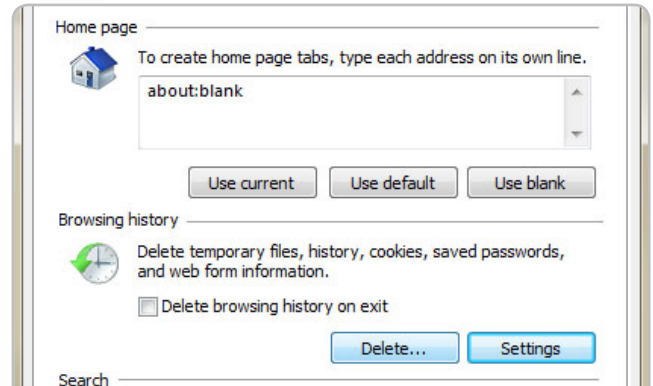 Home page
To create home page tabs, type each address on its own line.
about:blank
Use current Use default Use blank
Browsing history
Delete temporary files, history, cookies, saved passwords,
and web form information.
Delete browsing history on exit
Delete... Settings
Search